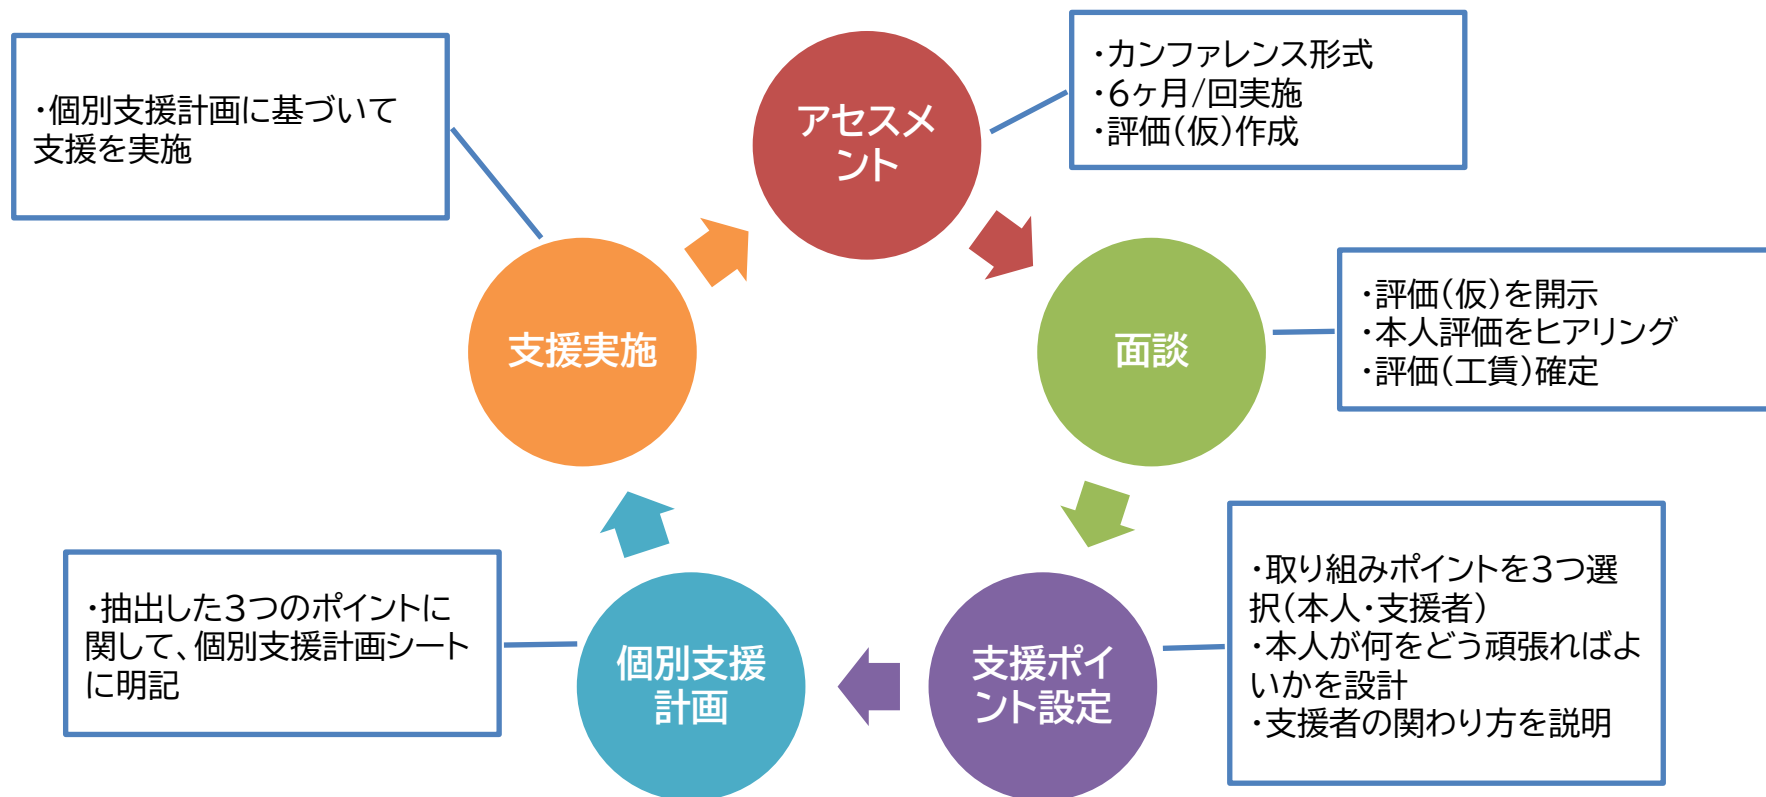 アセスメ
ント
・カンファレンス形式
・6ヶ月/回実施
・評価(仮)作成
面談
・評価(仮)を開示
・本人評価をヒアリング
・評価(工賃)確定
支援ポイ
ント設定
・取り組みポイントを3つ選
択(本人・支援者)
・本人が何をどう頑張ればよ
いかを設計
・支援者の関わり方を説明
個別支援
計画
・抽出した3つのポイントに
関して、個別支援計画シート
に明記
支援実施
・個別支援計画に基づいて
支援を実施